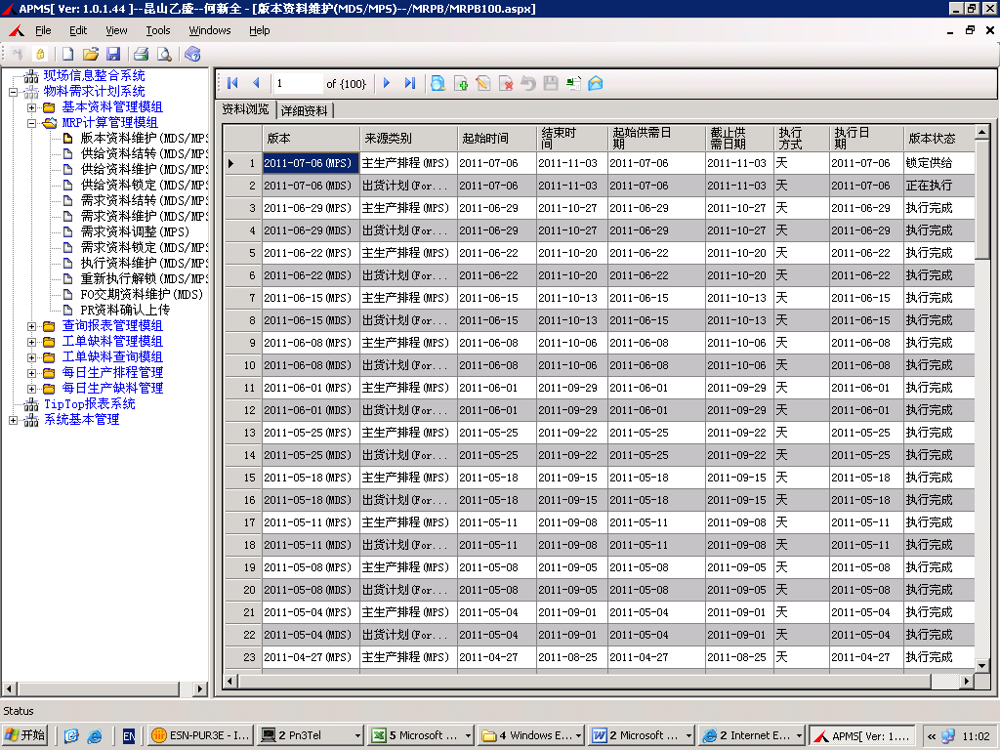 APMS[ Ver: 1.0.1.44 ]--昆山乙盛--何新全 - [版本资料维护(MDS/MPS)--/MRPB/MRPB100.aspx]
File Edit View Tools Windows Help
现场信息整合系统
物料需求计划系统
基本资料管理模组
MRP计算管理模组
版本资料维护(MDS/MPS
供给资料结转(MDS/MPS
供给资料维护(MDS/MPS
供给资料锁定(MDS/MPS
需求资料结转(MDS/MPS
需求资料维护(MDS/MPS
需求资料调整(MPS)
需求资料锁定(MDS/MPS
执行资料维护(MDS/MPS
重新执行解锁(MDS/MPS
FO交期资料维护(MDS)
PR资料确认上传
查询报表管理模组
工单缺料管理模组
工单缺料查询模组
每日生产排程管理
每日生产缺料管理
TipTop报表系统
系统基本管理
1 of {100}
资料浏览 详细资料
版本 来源类别 起始时间 结束时间 起始供需日期 截止供需日期 执行方式 执行日期 版本状态
1 2011-07-06(MPS) 主生产排程(MPS) 2011-07-06 2011-11-03 2011-07-06 2011-11-03 天 2011-07-06 锁定供给
2 2011-07-06(MDS) 出货计划(For... 2011-07-06 2011-11-03 2011-07-06 2011-11-03 天 2011-07-06 正在执行
3 2011-06-29(MPS) 主生产排程(MPS) 2011-06-29 2011-10-27 2011-06-29 2011-10-27 天 2011-06-29 执行完成
4 2011-06-29(MDS) 出货计划(For... 2011-06-29 2011-10-27 2011-06-29 2011-10-27 天 2011-06-29 执行完成
5 2011-06-22(MPS) 主生产排程(MPS) 2011-06-22 2011-10-20 2011-06-22 2011-10-20 天 2011-06-22 执行完成
6 2011-06-22(MDS) 出货计划(For... 2011-06-22 2011-10-20 2011-06-22 2011-10-20 天 2011-06-22 执行完成
7 2011-06-15(MPS) 主生产排程(MPS) 2011-06-15 2011-10-13 2011-06-15 2011-10-13 天 2011-06-15 执行完成
8 2011-06-15(MDS) 出货计划(For... 2011-06-15 2011-10-13 2011-06-15 2011-10-13 天 2011-06-15 执行完成
9 2011-06-08(MPS) 主生产排程(MPS) 2011-06-08 2011-10-06 2011-06-08 2011-10-06 天 2011-06-08 执行完成
10 2011-06-08(MDS) 出货计划(For... 2011-06-08 2011-10-06 2011-06-08 2011-10-06 天 2011-06-08 执行完成
11 2011-06-01(MPS) 主生产排程(MPS) 2011-06-01 2011-09-29 2011-06-01 2011-09-29 天 2011-06-01 执行完成
12 2011-06-01(MDS) 出货计划(For... 2011-06-01 2011-09-29 2011-06-01 2011-09-29 天 2011-06-01 执行完成
13 2011-05-25(MPS) 主生产排程(MPS) 2011-05-25 2011-09-22 2011-05-25 2011-09-22 天 2011-05-25 执行完成
14 2011-05-25(MDS) 出货计划(For... 2011-05-25 2011-09-22 2011-05-25 2011-09-22 天 2011-05-25 执行完成
15 2011-05-18(MPS) 主生产排程(MPS) 2011-05-18 2011-09-15 2011-05-18 2011-09-15 天 2011-05-18 执行完成
16 2011-05-18(MDS) 出货计划(For... 2011-05-18 2011-09-15 2011-05-18 2011-09-15 天 2011-05-18 执行完成
17 2011-05-11(MPS) 主生产排程(MPS) 2011-05-11 2011-09-08 2011-05-11 2011-09-08 天 2011-05-11 执行完成
18 2011-05-11(MDS) 出货计划(For... 2011-05-11 2011-09-08 2011-05-11 2011-09-08 天 2011-05-11 执行完成
19 2011-05-08(MPS) 主生产排程(MPS) 2011-05-08 2011-09-05 2011-05-08 2011-09-05 天 2011-05-08 执行完成
20 2011-05-08(MDS) 出货计划(For... 2011-05-08 2011-09-05 2011-05-08 2011-09-05 天 2011-05-08 执行完成
21 2011-05-04(MPS) 主生产排程(MPS) 2011-05-04 2011-09-01 2011-05-04 2011-09-01 天 2011-05-04 执行完成
22 2011-05-04(MDS) 出货计划(For... 2011-05-04 2011-09-01 2011-05-04 2011-09-01 天 2011-05-04 执行完成
23 2011-04-27(MPS) 主生产排程(MPS) 2011-04-27 2011-08-25 2011-04-27 2011-08-25 天 2011-04-27 执行完成
Status
开始 EN ESN-PUR3E - I... 2 Pn3Tel 5 Microsoft ... 4 Windows E... 2 Microsoft ... 2 Internet E... APMS[ Ver: 1.... « 11:02